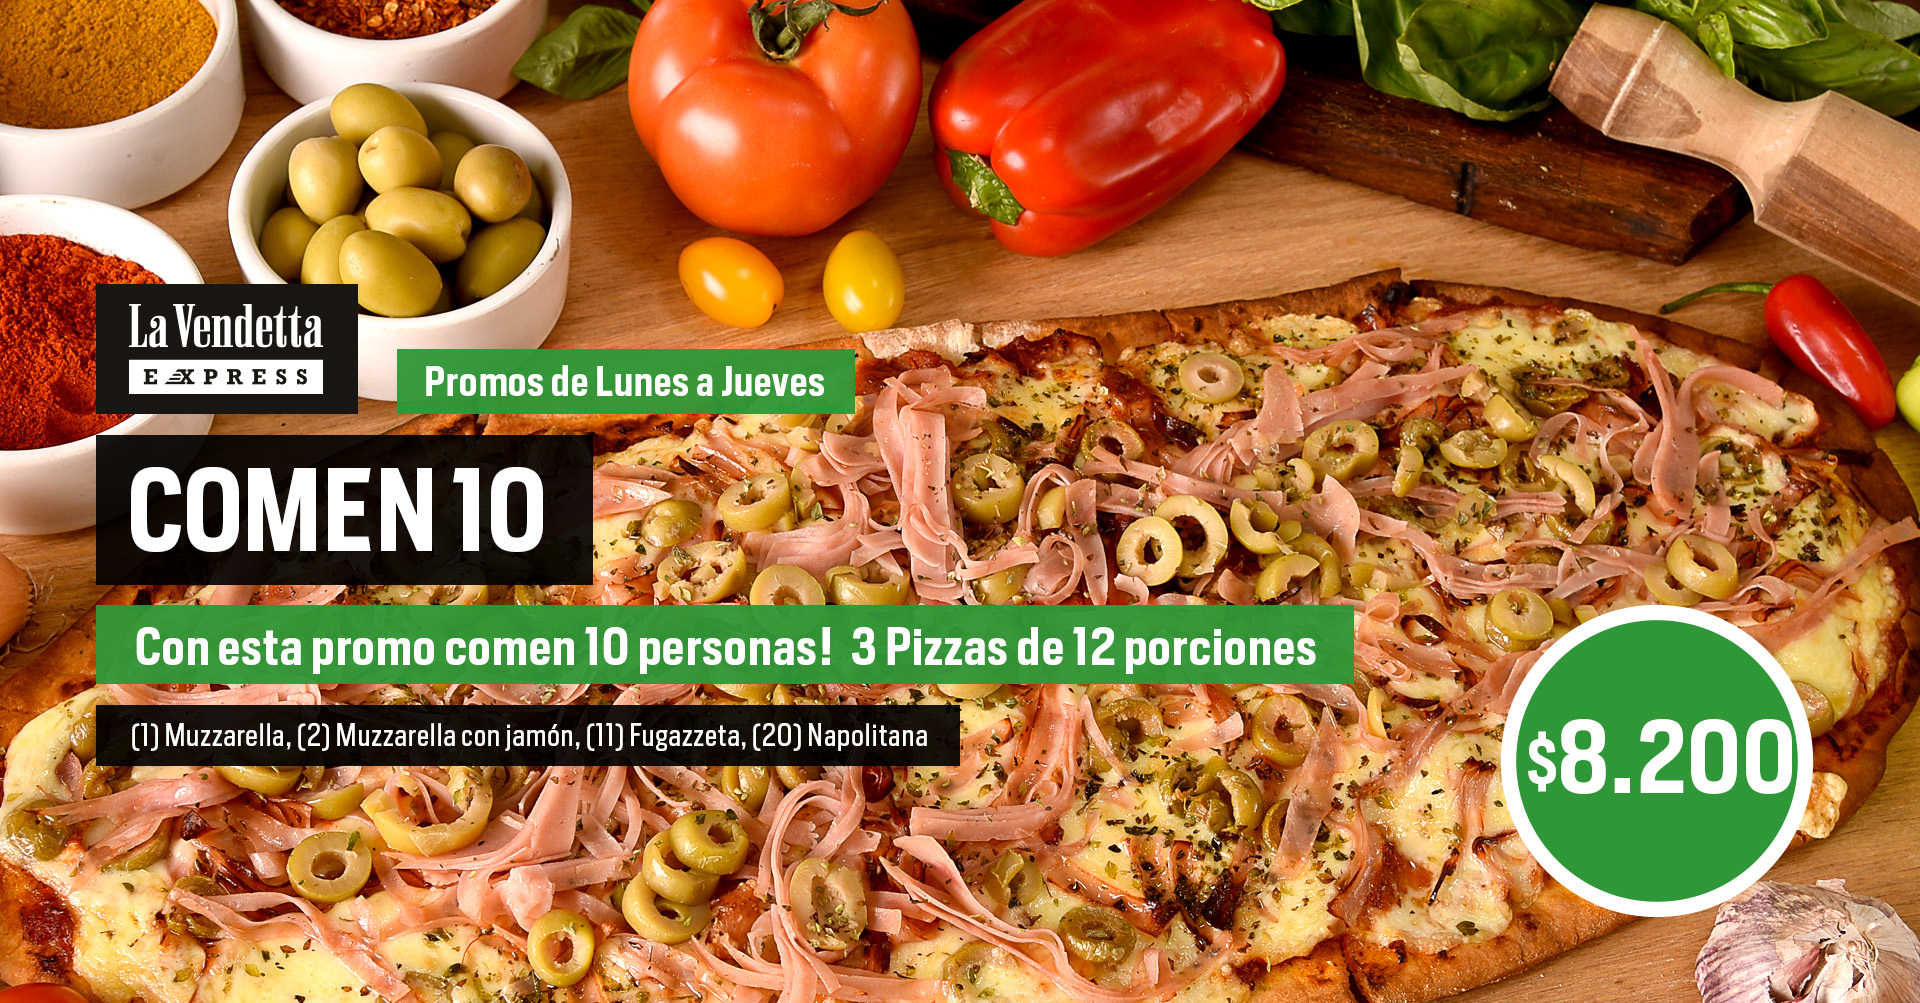 La Vendetta
EXPRESS
Promos de Lunes a Jueves
COMEN 10
Con esta promo comen 10 personas! 3 Pizzas de 12 porciones
(1) Muzzarella, (2) Muzzarella con jamón, (11) Fugazzeta, (20) Napolitana
$8.200